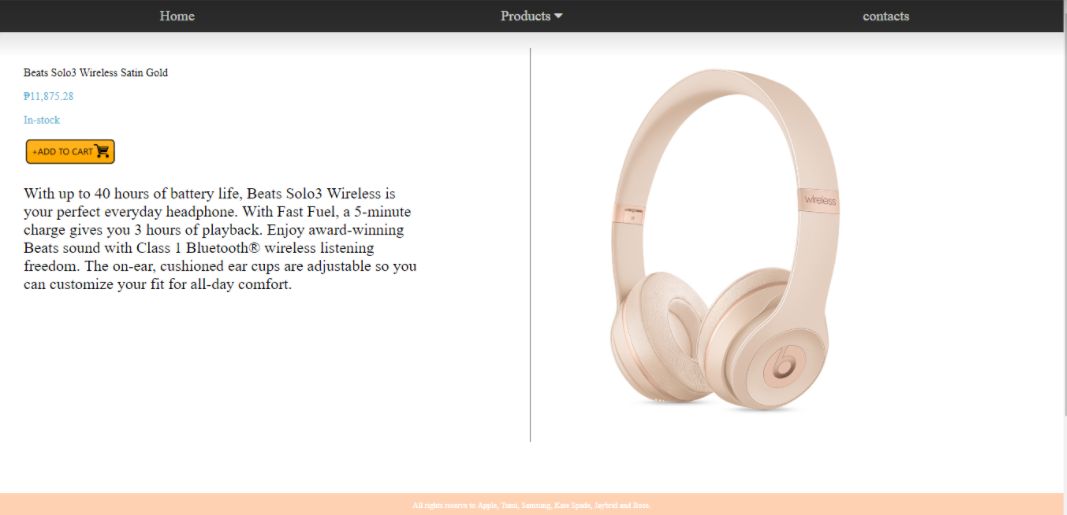 Home
Products
contacts
Beats Solo3 Wireless Satin Gold
₱11,875.28
In-stock
+ADD TO CART
With up to 40 hours of battery life, Beats Solo3 Wireless is
your perfect everyday headphone. With Fast Fuel, a 5-minute
charge gives you 3 hours of playback. Enjoy award-winning
Beats sound with Class 1 Bluetooth® wireless listening
freedom. The on-ear, cushioned ear cups are adjustable so you
can customize your fit for all-day comfort.
wireless
b
All rights reserve to Apple, Tumi, Samsung, Kate Spade, Jaybird and Bose.